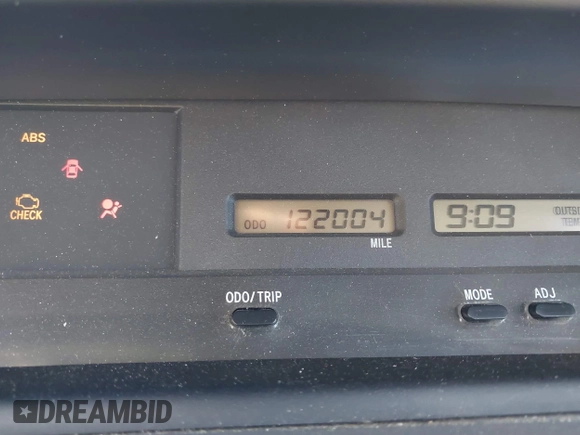 ABS
CHECK
ODO 122004
MILE
9:09
ODO/TRIP
MODE
ADJ
DREAMBID